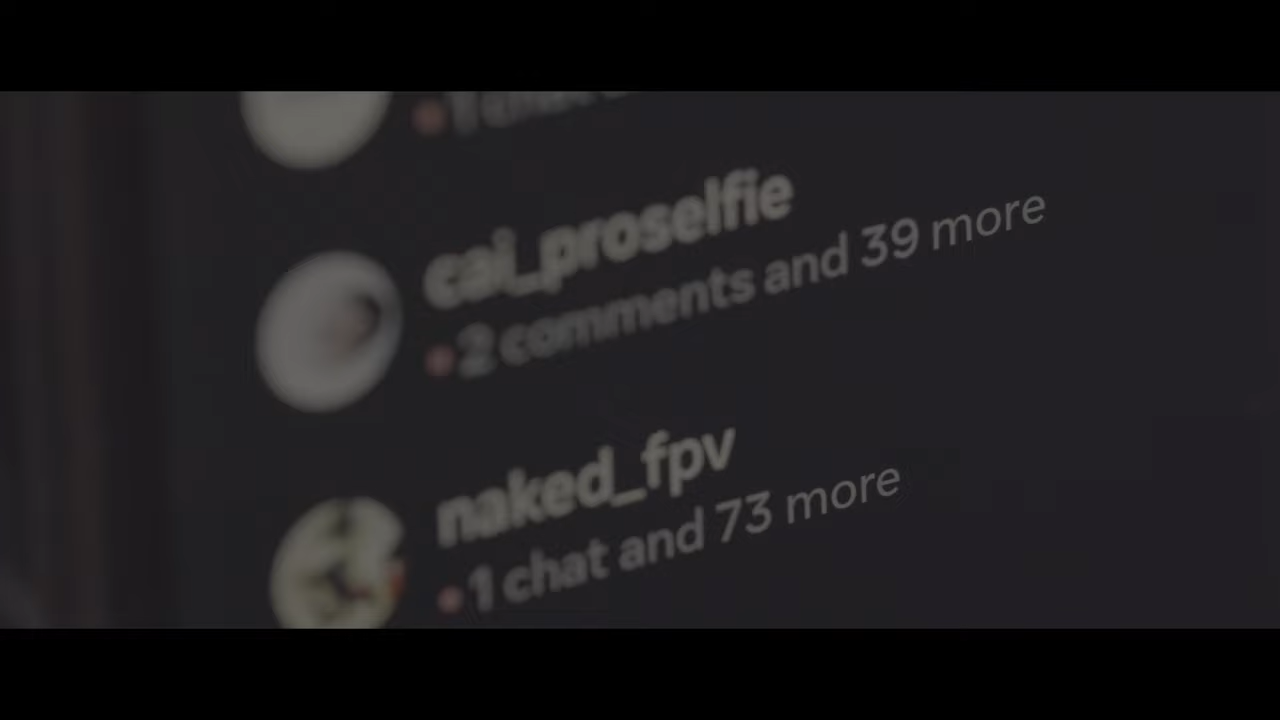 cai_proselfie
2 comments and 39 more
naked_fpv
1 chat and 73 more